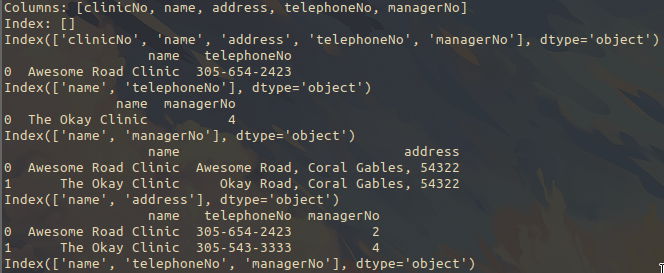 Columns: [clinicNo, name, address, telephoneNo, managerNo]
Index: []
Index(['clinicNo', 'name', 'address', 'telephoneNo', 'managerNo'], dtype='object')
                  name   telephoneNo
0  Awesome Road Clinic  305-654-2423
Index(['name', 'telephoneNo'], dtype='object')
              name  managerNo
0  The Okay Clinic          4
Index(['name', 'managerNo'], dtype='object')
                  name                            address
0  Awesome Road Clinic  Awesome Road, Coral Gables, 54322
1      The Okay Clinic     Okay Road, Coral Gables, 54322
Index(['name', 'address'], dtype='object')
                  name   telephoneNo  managerNo
0  Awesome Road Clinic  305-654-2423          2
1      The Okay Clinic  305-543-3333          4
Index(['name', 'telephoneNo', 'managerNo'], dtype='object')